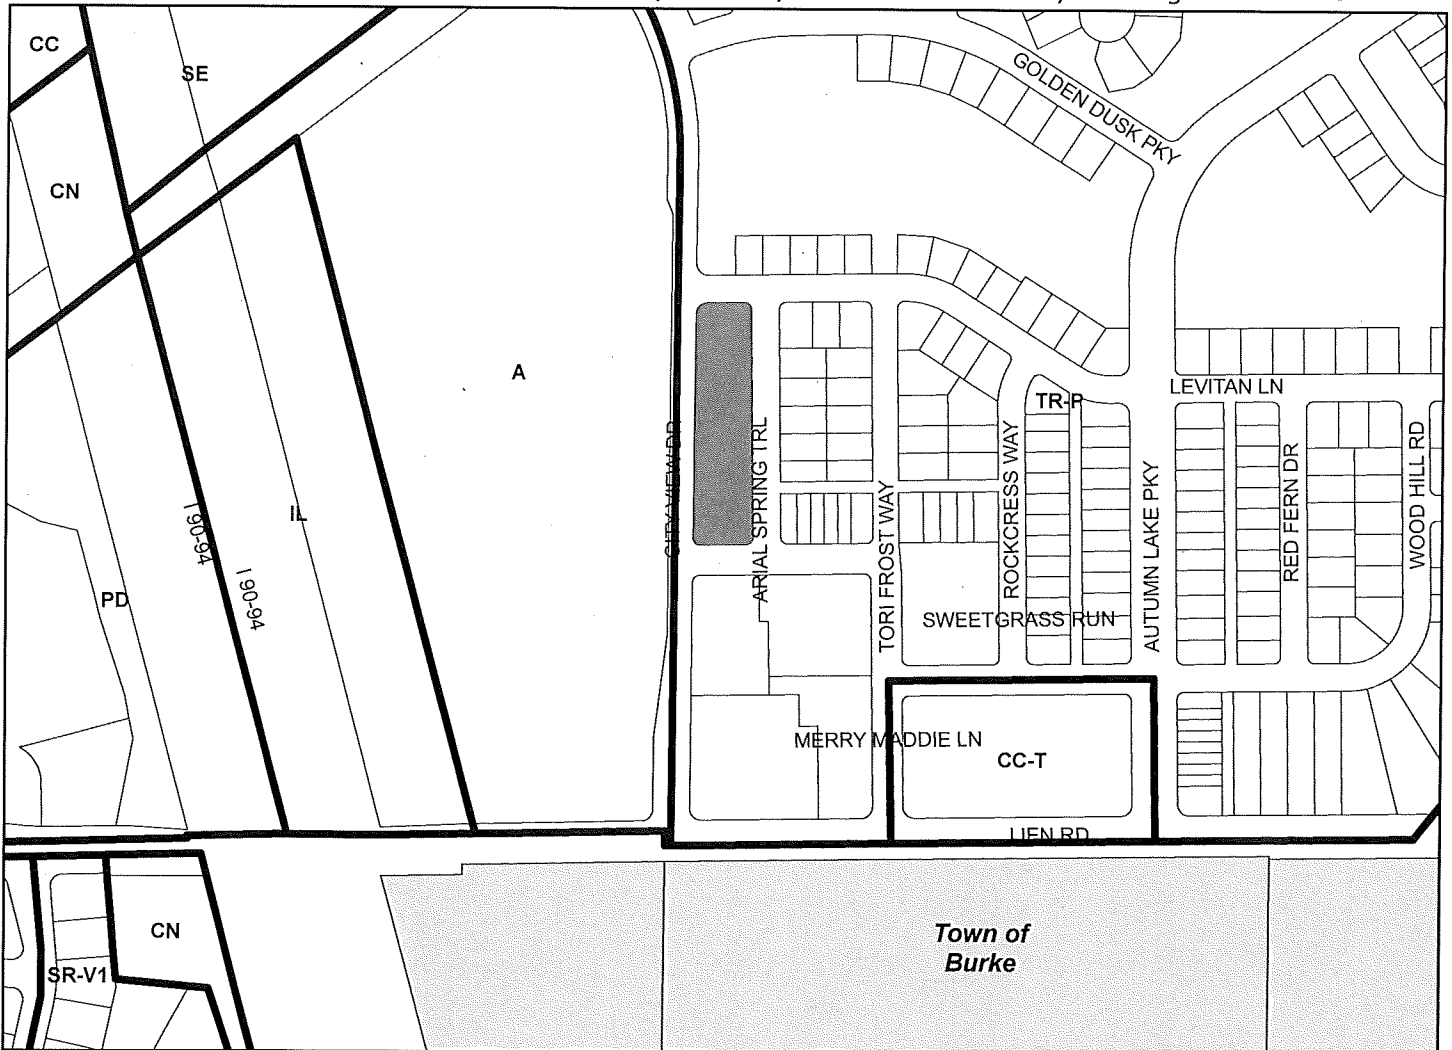 CC
SE
GOLDEN DUSK PKY
CN
A
LEVITAN LN
TR-P
CITY VIEW DR
ARIAL SPRING TRL
TORI FROST WAY
ROCKCRESS WAY
AUTUMN LAKE PKY
RED FERN DR
WOOD HILL RD
I 90-94
IL
I 90-94
PD
SWEETGRASS RUN
MERRY MADDIE LN
CC-T
LIEN RD
CN
SR-V1
Town of
Burke